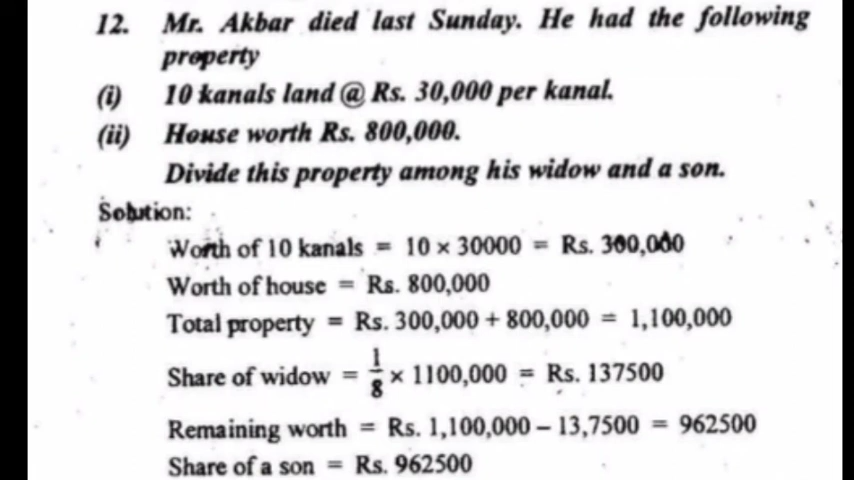 12. Mr. Akbar died last Sunday. He had the following
property
(i) 10 kanals land @ Rs. 30,000 per kanal.
(ii) House worth Rs. 800,000.
Divide this property among his widow and a son.
Solution:
Worth of 10 kanals = 10 × 30000 = Rs. 300,000
Worth of house = Rs. 800,000
Total property = Rs. 300,000 + 800,000 = 1,100,000
Share of widow = 1/8 × 1100,000 = Rs. 137500
Remaining worth = Rs. 1,100,000 – 13,7500 = 962500
Share of a son = Rs. 962500